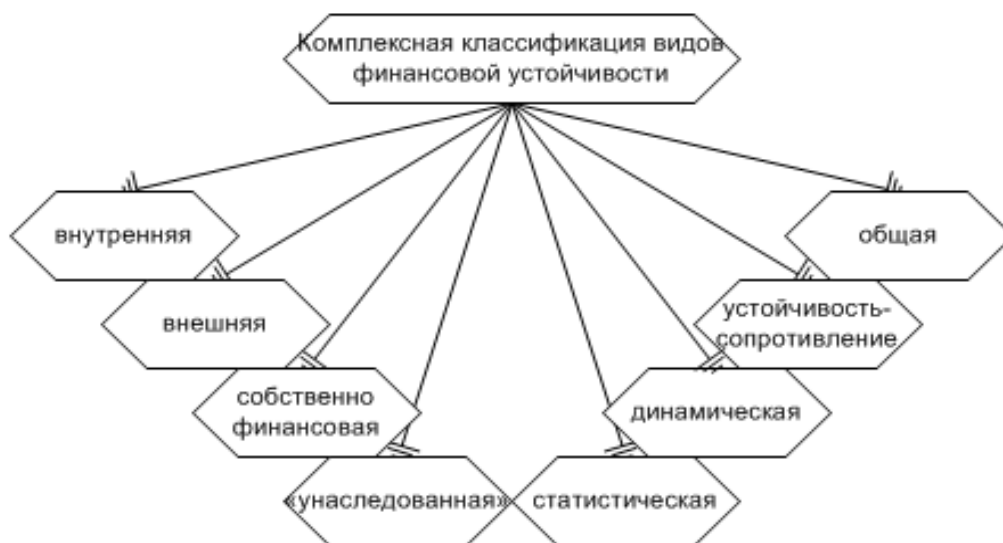 Комплексная классификация видов
финансовой устойчивости
внутренняя
общая
внешняя
устойчивость-
сопротивление
собственно
финансовая
динамическая
«унаследованная»
статистическая